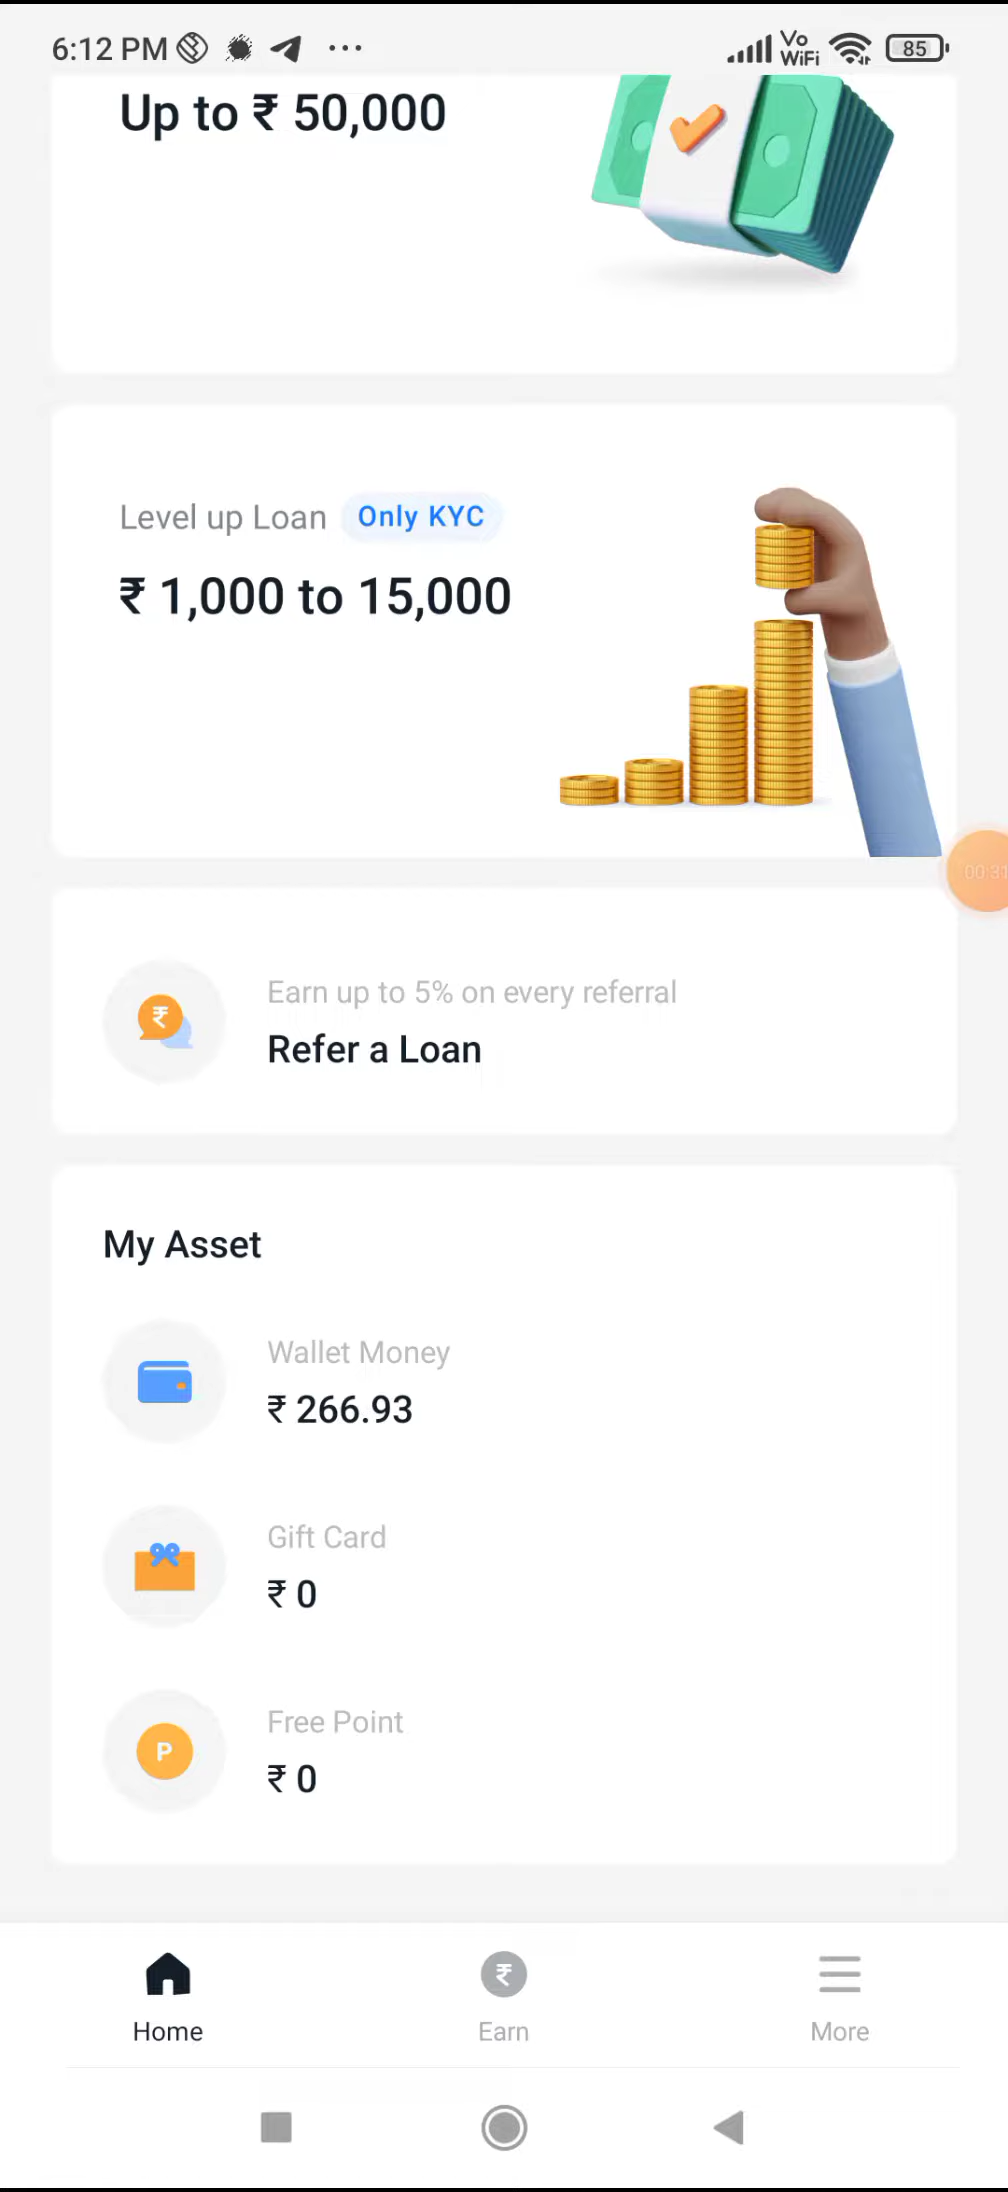 6:12 PM
Vo
WiFi
85
Up to ₹ 50,000
Level up Loan Only KYC
₹ 1,000 to 15,000
00:31
₹
Earn up to 5% on every referral
Refer a Loan
My Asset
Wallet Money
₹ 266.93
Gift Card
₹ 0
P
Free Point
₹ 0
₹
Home Earn More